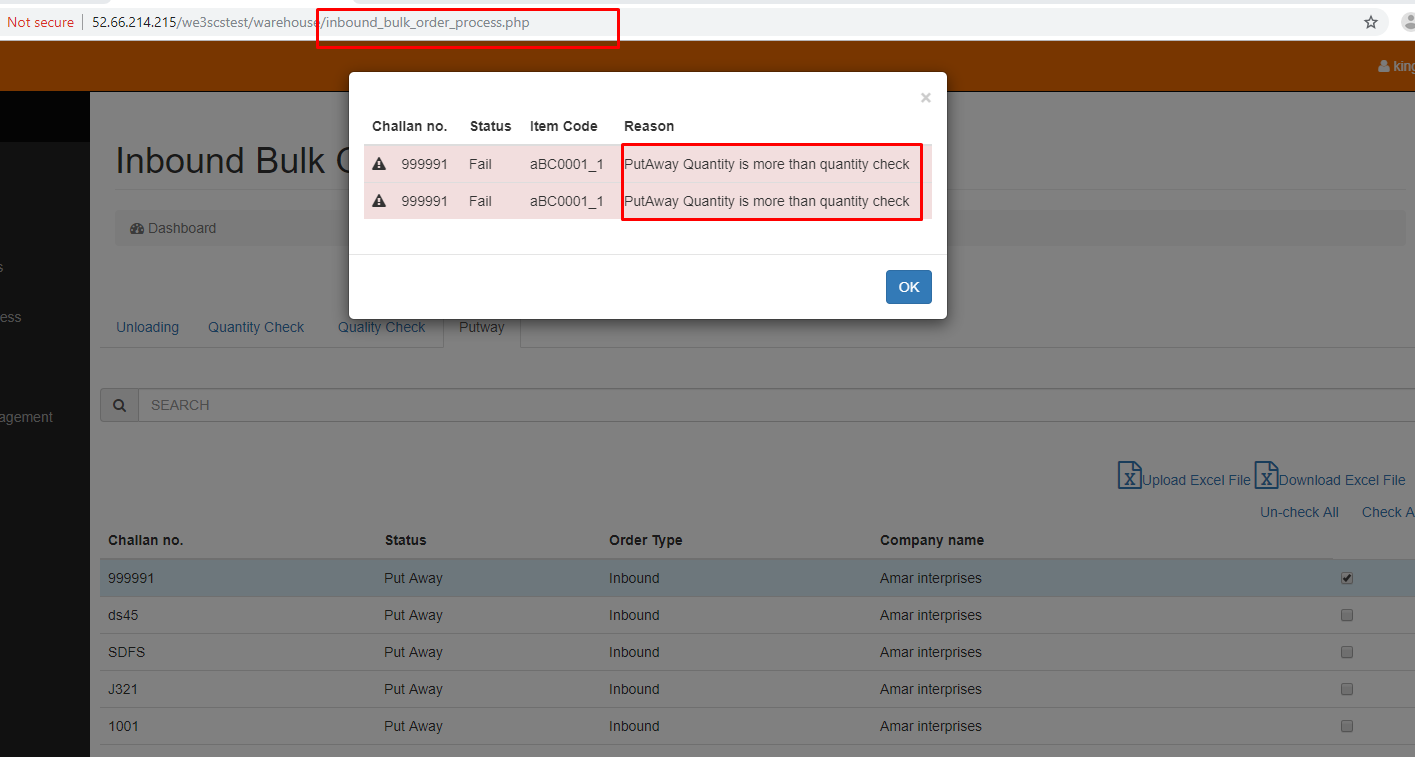 Not secure 52.66.214.215/we3scstest/warehouse/inbound_bulk_order_process.php
king
×
Challan no. Status Item Code Reason
999991 Fail aBC0001_1 PutAway Quantity is more than quantity check
999991 Fail aBC0001_1 PutAway Quantity is more than quantity check
OK
Inbound Bulk
Dashboard
s
ess
agement
Unloading Quantity Check Quality Check Putway
SEARCH
Upload Excel File Download Excel File
Un-check All Check A
Challan no. Status Order Type Company name
999991 Put Away Inbound Amar interprises
ds45 Put Away Inbound Amar interprises
SDFS Put Away Inbound Amar interprises
J321 Put Away Inbound Amar interprises
1001 Put Away Inbound Amar interprises